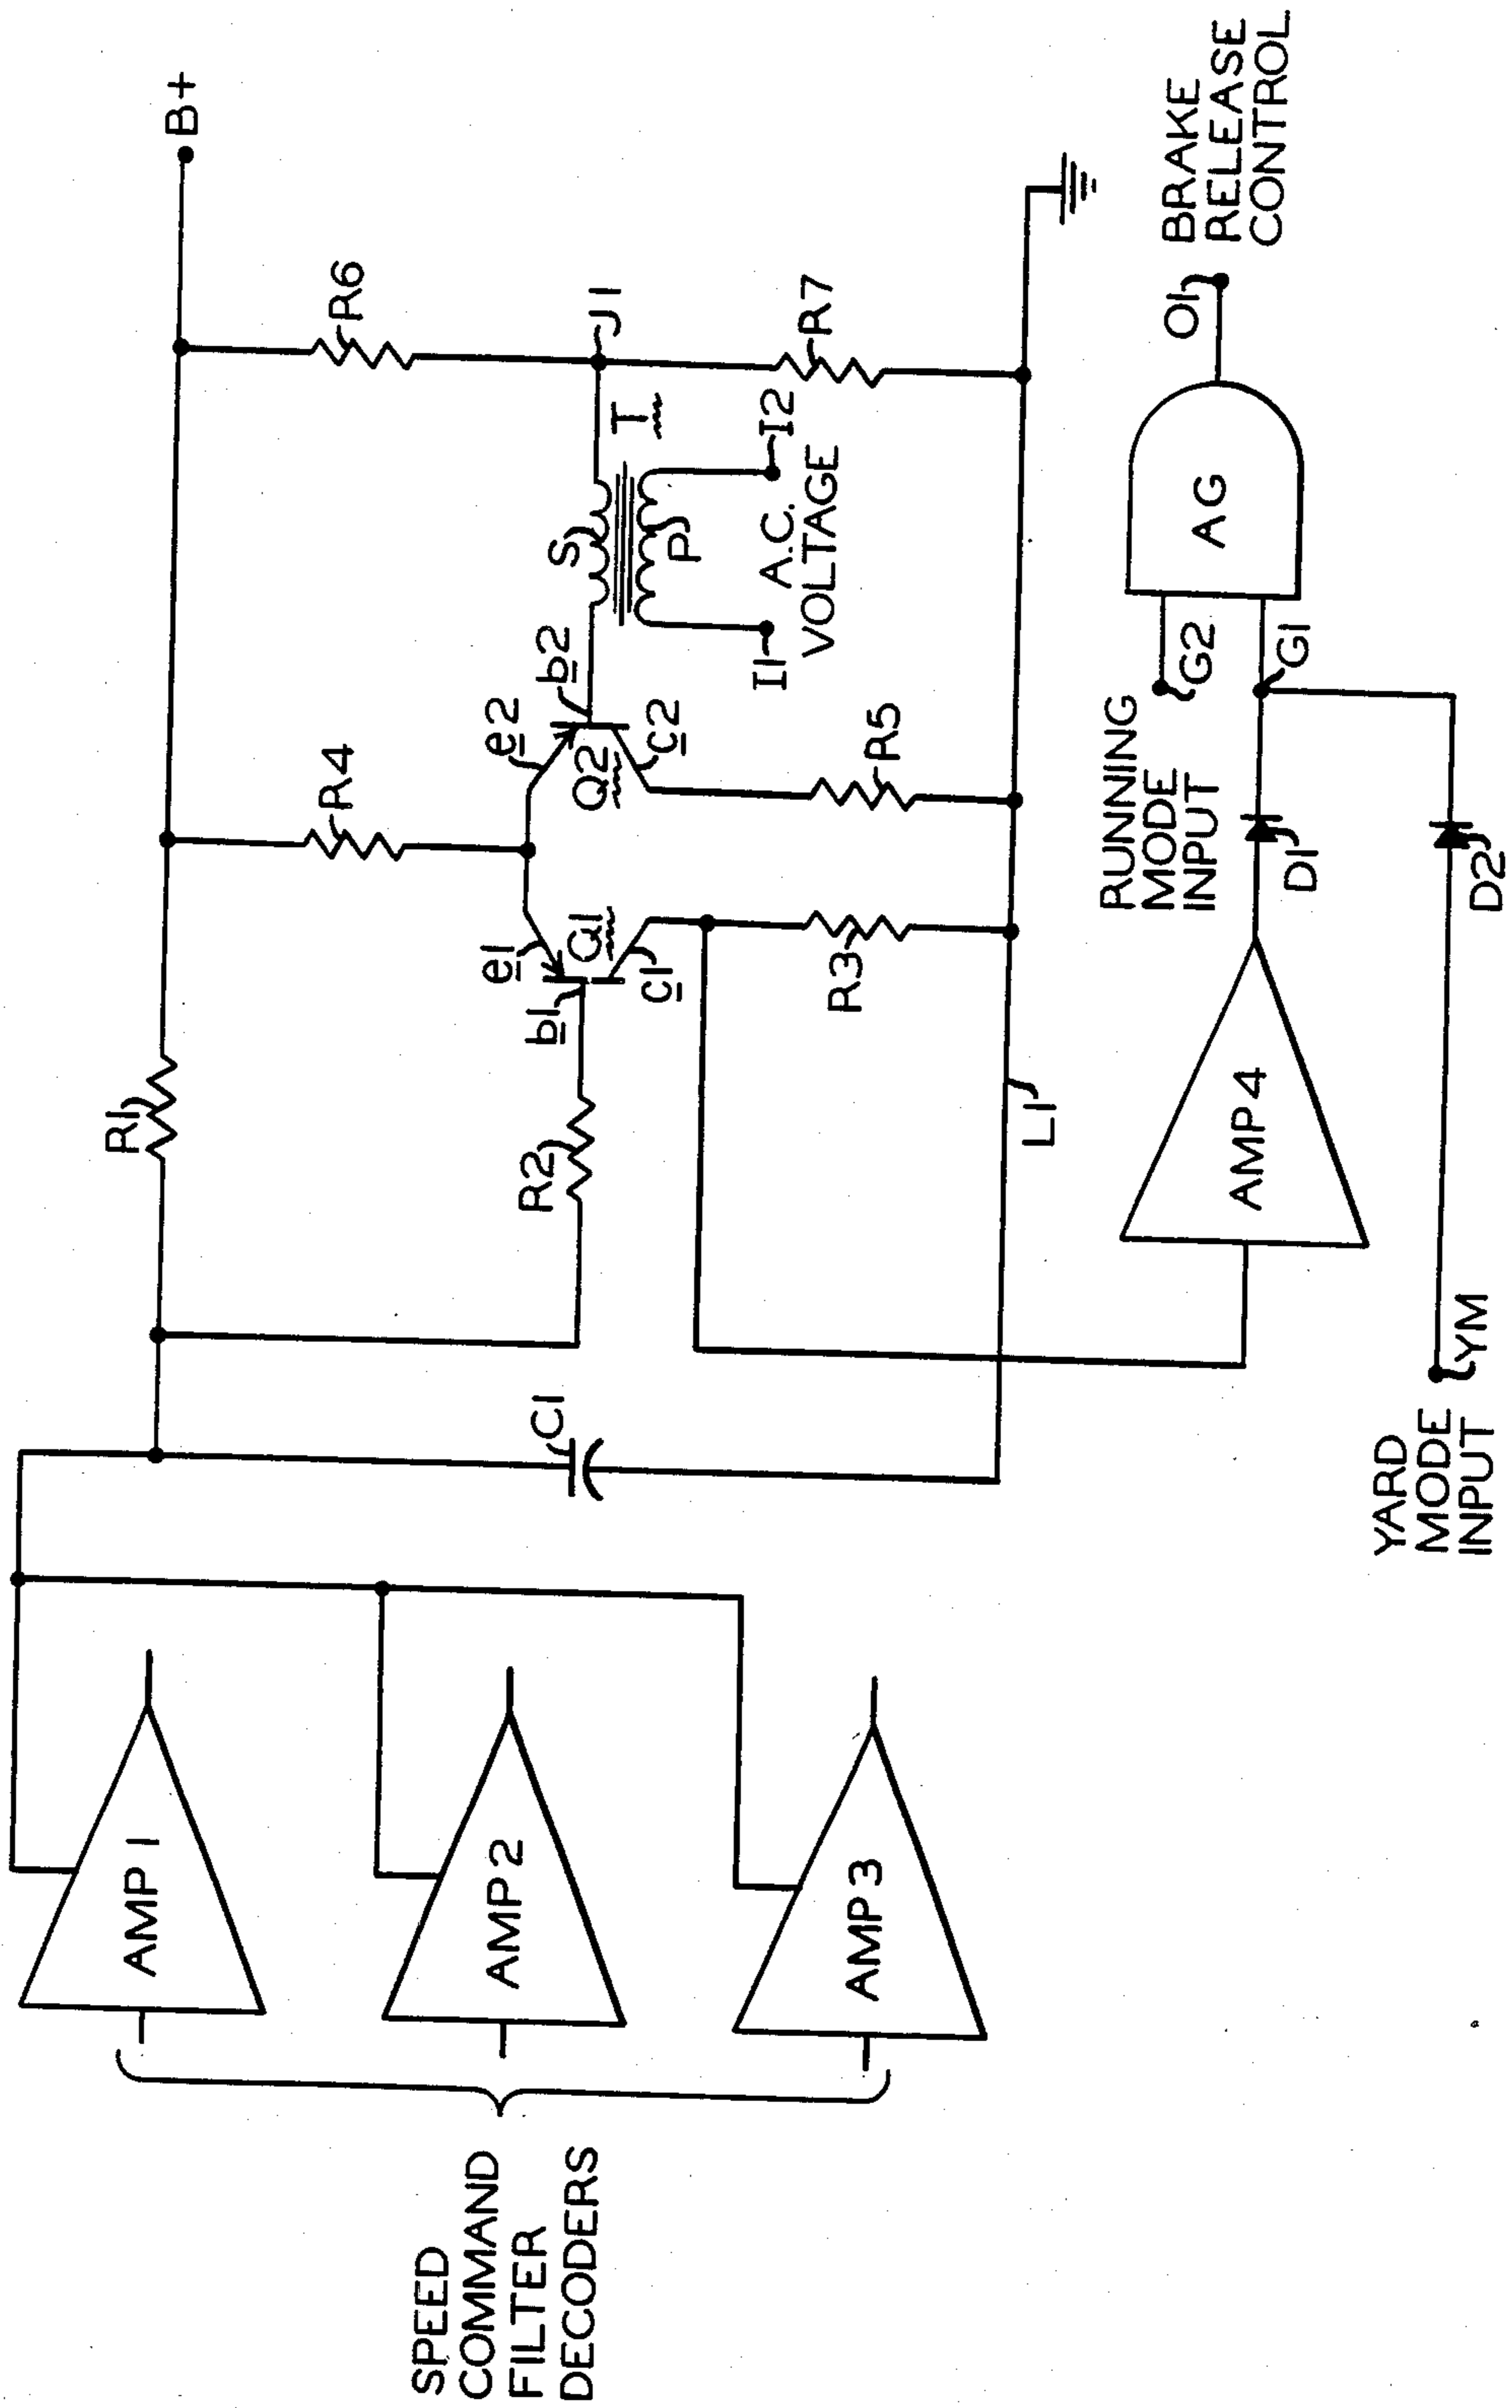 B+
R1
R6
R4
C1
R2
b1
e1
Q1
c1
e2
Q2
b2
c2
S
T
P
J1
I1
I2
A.C.
VOLTAGE
R3
R5
R7
L1
AMP 1
AMP 2
AMP 3
SPEED
COMMAND
FILTER
DECODERS
RUNNING
MODE
INPUT
G2
G1
AG
O1
BRAKE
RELEASE
CONTROL
AMP 4
D1
D2
YARD
MODE
INPUT
YM